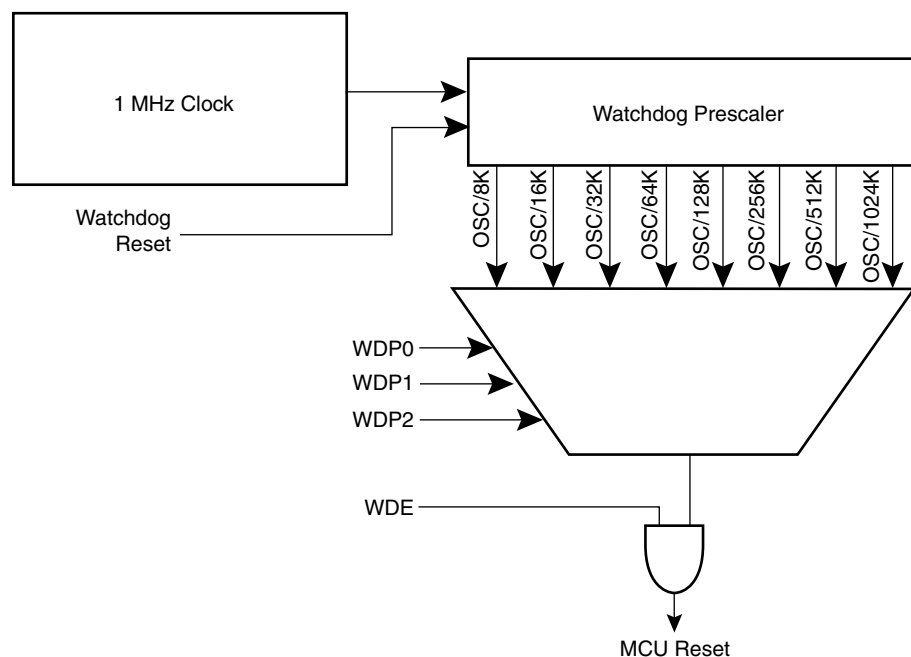 1 MHz Clock
Watchdog Prescaler
Watchdog
Reset
OSC/8K
OSC/16K
OSC/32K
OSC/64K
OSC/128K
OSC/256K
OSC/512K
OSC/1024K
WDP0
WDP1
WDP2
WDE
MCU Reset